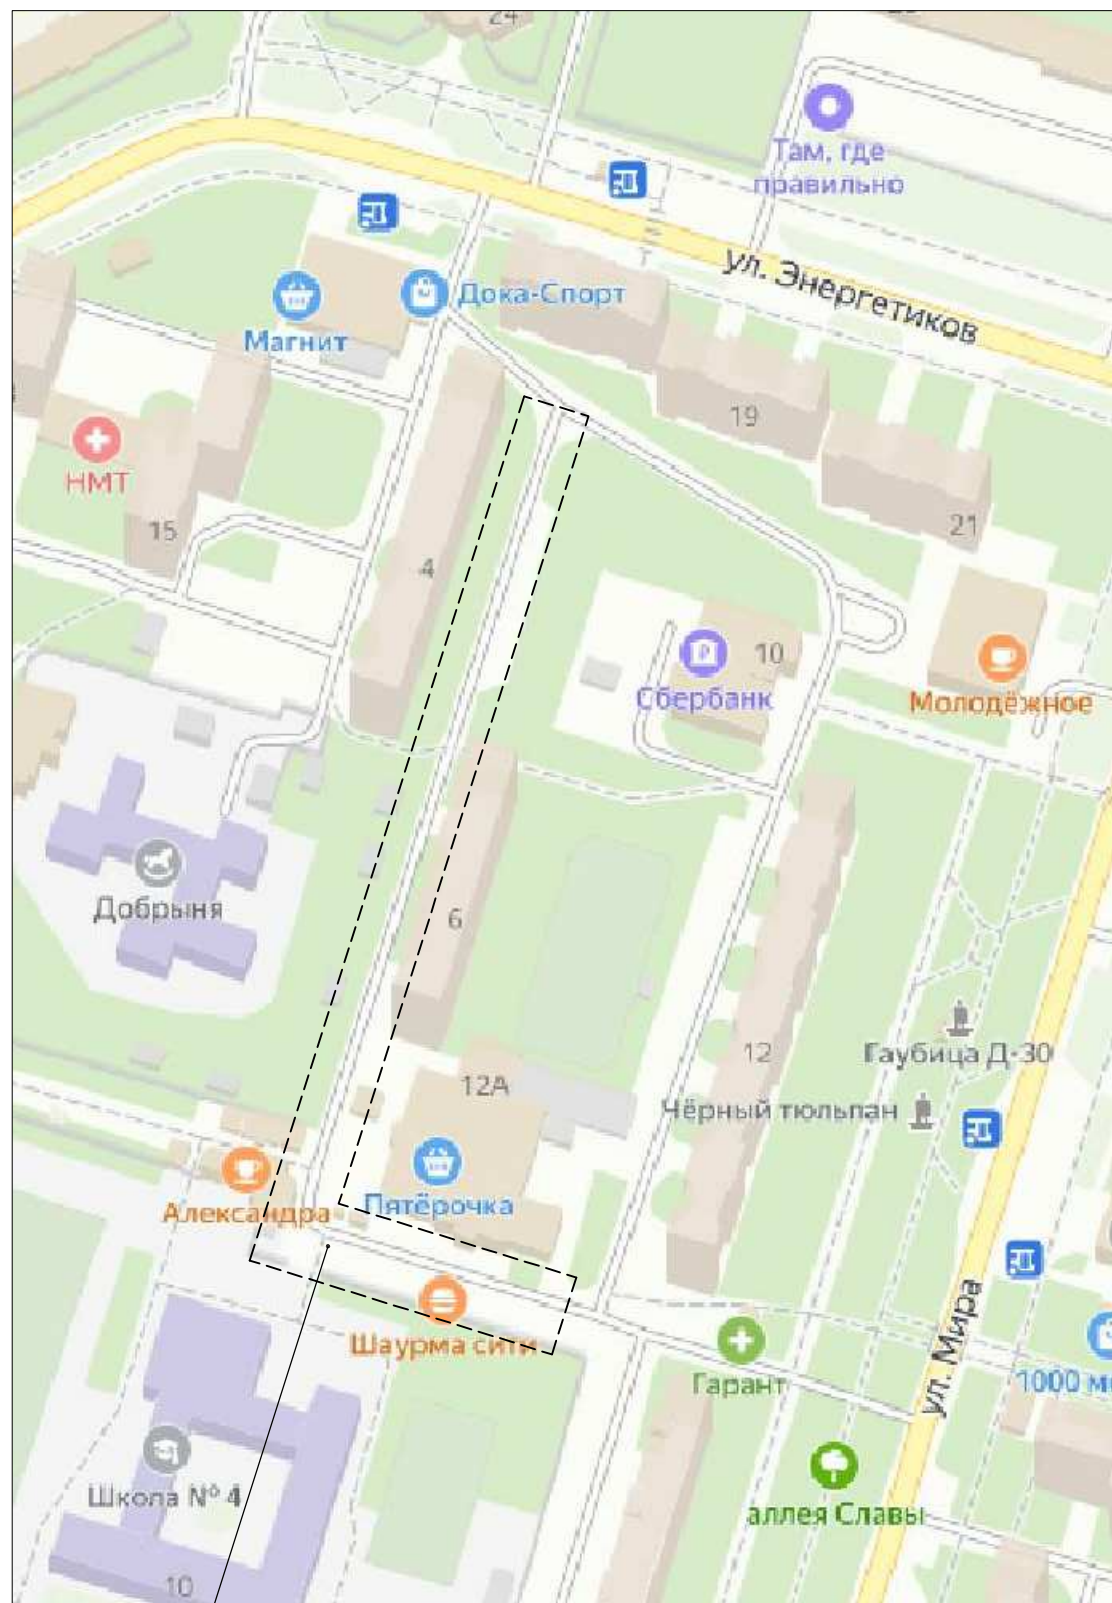 24
Там, где
правильно
ул. Энергетиков
Дока-Спорт
Магнит
19
НМТ
15
21
4
10
Сбербанк
Молодёжное
Добрыня
6
12
Гаубица Д-30
12А
Чёрный тюльпан
Александра
Пятёрочка
Шаурма сити
ул. Мира
Гарант
1000 м
Школа № 4
аллея Славы
10